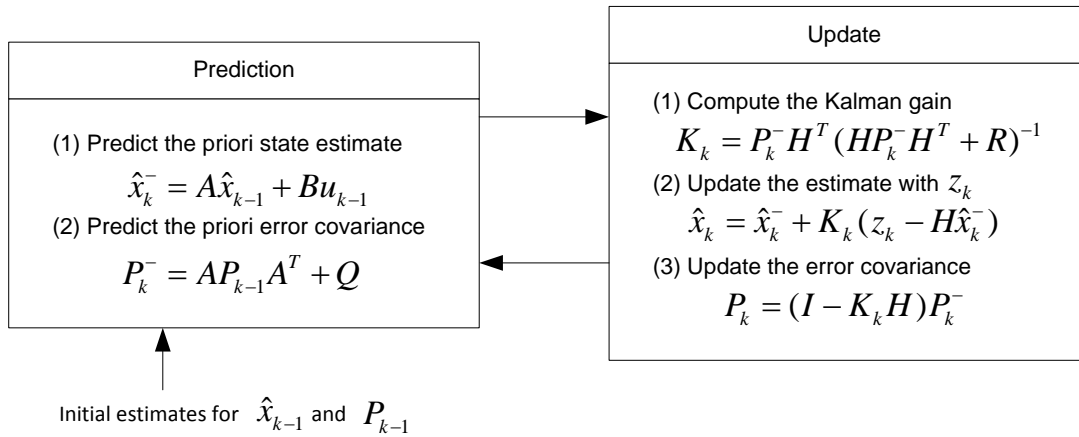 Prediction
(1) Predict the priori state estimate
x̂ₖ⁻ = Ax̂ₖ₋₁ + Buₖ₋₁
(2) Predict the priori error covariance
Pₖ⁻ = APₖ₋₁Aᵀ + Q
Initial estimates for x̂ₖ₋₁ and Pₖ₋₁
Update
(1) Compute the Kalman gain
Kₖ = Pₖ⁻Hᵀ(HPₖ⁻Hᵀ + R)⁻¹
(2) Update the estimate with zₖ
x̂ₖ = x̂ₖ⁻ + Kₖ(zₖ − Hx̂ₖ⁻)
(3) Update the error covariance
Pₖ = (I − KₖH)Pₖ⁻